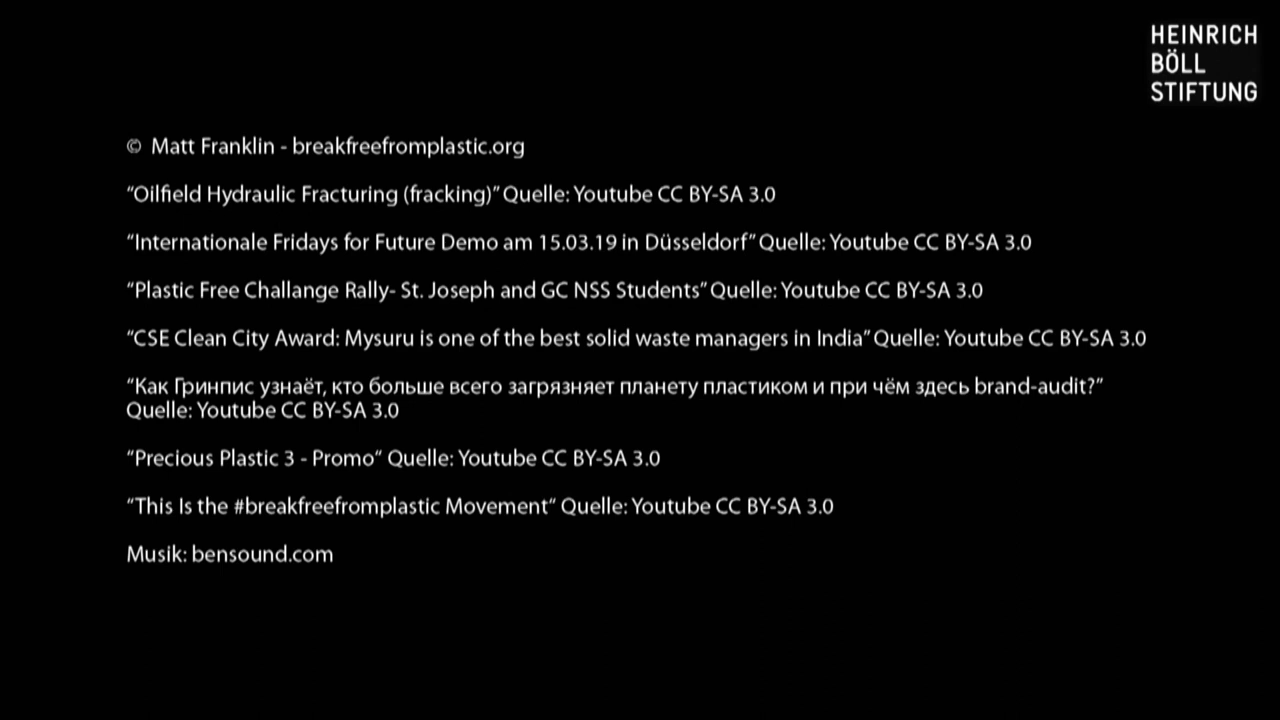 HEINRICH
BÖLL
STIFTUNG
© Matt Franklin - breakfreefromplastic.org
“Oilfield Hydraulic Fracturing (fracking)” Quelle: Youtube CC BY-SA 3.0
“Internationale Fridays for Future Demo am 15.03.19 in Düsseldorf” Quelle: Youtube CC BY-SA 3.0
“Plastic Free Challange Rally- St. Joseph and GC NSS Students” Quelle: Youtube CC BY-SA 3.0
“CSE Clean City Award: Mysuru is one of the best solid waste managers in India” Quelle: Youtube CC BY-SA 3.0
“Как Гринпис узнаёт, кто больше всего загрязняет планету пластиком и при чём здесь brand-audit?”
Quelle: Youtube CC BY-SA 3.0
“Precious Plastic 3 - Promo“ Quelle: Youtube CC BY-SA 3.0
“This Is the #breakfreefromplastic Movement“ Quelle: Youtube CC BY-SA 3.0
Musik: bensound.com